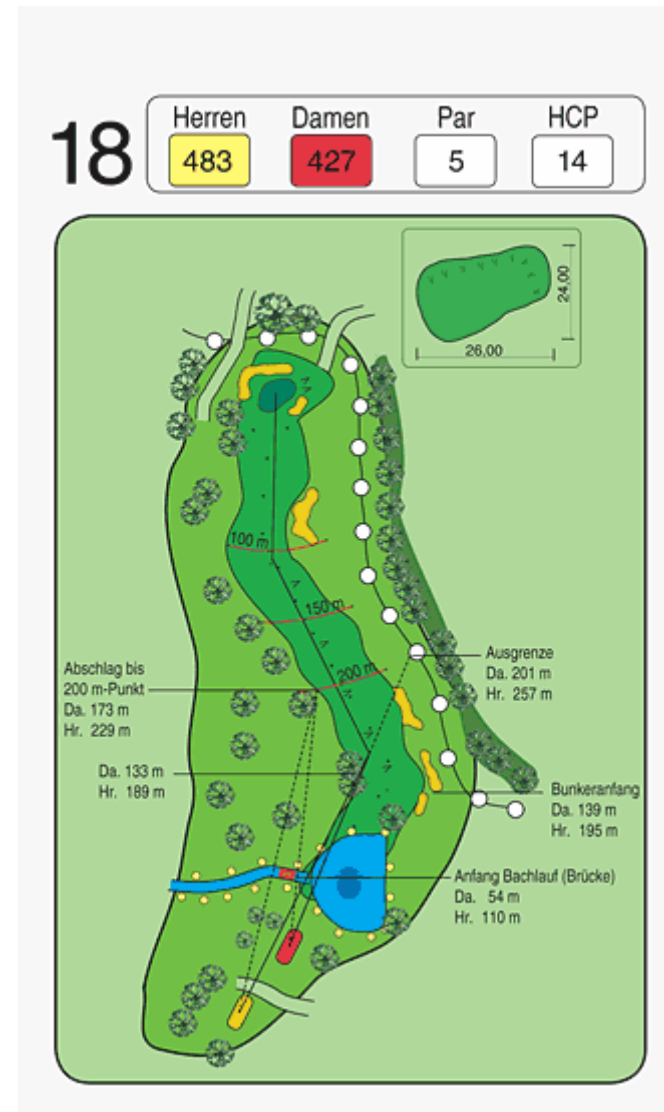 18
Herren Damen Par HCP
483 427 5 14
24,00
26,00
100 m
150 m
200 m
Ausgrenze
Da. 201 m
Hr. 257 m
Abschlag bis
200 m-Punkt
Da. 173 m
Hr. 229 m
Da. 133 m
Hr. 189 m
Bunkeranfang
Da. 139 m
Hr. 195 m
Anfang Bachlauf (Brücke)
Da. 54 m
Hr. 110 m